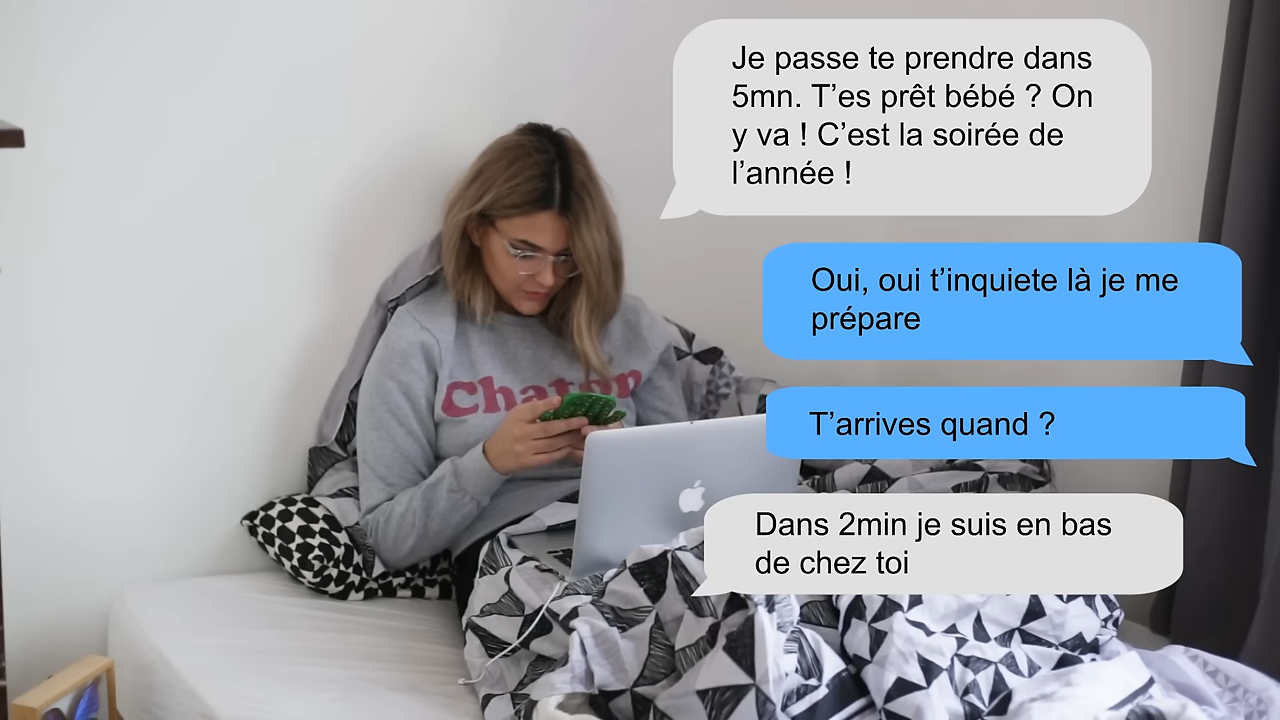 Je passe te prendre dans
5mn. T’es prêt bébé ? On
y va ! C’est la soirée de
l’année !
Oui, oui t’inquiete là je me
prépare
T’arrives quand ?
Dans 2min je suis en bas
de chez toi
Chaton